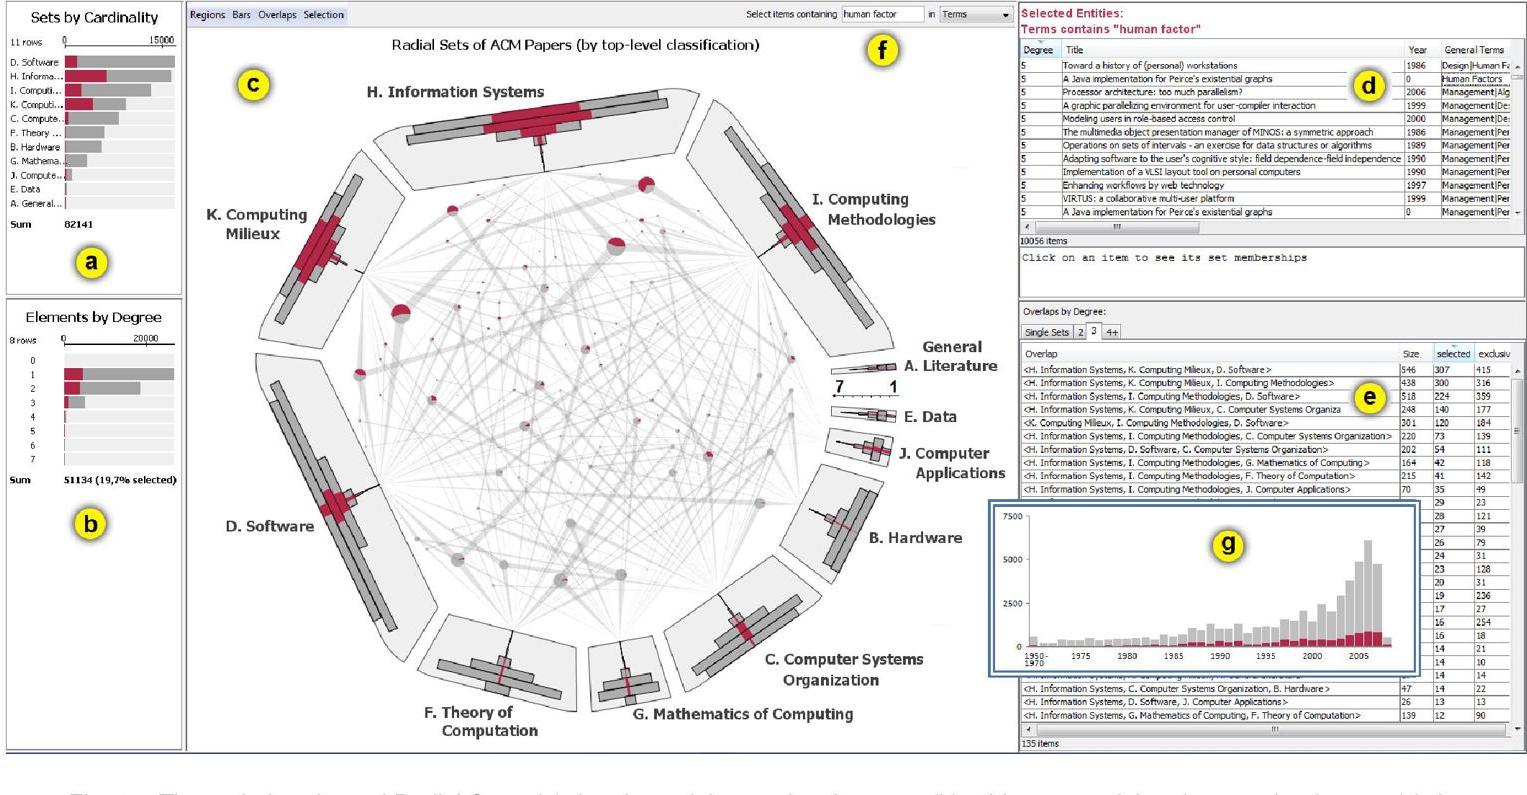 Sets by Cardinality
11 rows
0
15000
D. Software
H. Informa...
I. Computi...
K. Computi...
C. Compute...
F. Theory ...
B. Hardware
G. Mathema...
J. Compute...
E. Data
A. General...
Sum 82141
a
Elements by Degree
8 rows
0
20000
0
1
2
3
4
5
6
7
Sum 51134 (19,7% selected)
b
Regions Bars Overlaps Selection
Select items containing human factor in Terms
Radial Sets of ACM Papers (by top-level classification)
c
f
H. Information Systems
I. Computing
Methodologies
K. Computing
Milieux
General
A. Literature
7 1
E. Data
J. Computer
Applications
D. Software
B. Hardware
C. Computer Systems
Organization
F. Theory of
Computation
G. Mathematics of Computing
Selected Entities:
Terms contains "human factor"
Degree Title Year General Terms
5 Toward a history of (personal) workstations 1986 Design|Human Fa
5 A Java implementation for Peirce's existential graphs 0 Human Factors
5 Processor architecture: too much parallelism? 2006 Management|Alg
5 A graphic parallelizing environment for user-compiler interaction 1999 Management|De:
5 Modeling users in role-based access control 2000 Management|De:
5 The multimedia object presentation manager of MINOS: a symmetric approach 1986 Management|Per
5 Operations on sets of intervals - an exercise for data structures or algorithms 1989 Management|Per
5 Adapting software to the user's cognitive style: field dependence-field independence 1990 Management|Per
5 Implementation of a VLSI layout tool on personal computers 1990 Management|Per
5 Enhancing workflows by web technology 1997 Management|Per
5 VIRTUS: a collaborative multi-user platform 1999 Management|Per
5 A Java implementation for Peirce's existential graphs 0 Management|Per
d
10056 items
Click on an item to see its set memberships
Overlaps by Degree:
Single Sets 2 3 4+
Overlap Size selected exclusiv
<H. Information Systems, K. Computing Milieux, D. Software> 546 307 415
<H. Information Systems, K. Computing Milieux, I. Computing Methodologies> 438 300 316
<H. Information Systems, I. Computing Methodologies, D. Software> 518 224 359
<H. Information Systems, K. Computing Milieux, C. Computer Systems Organiza 248 140 177
<K. Computing Milieux, I. Computing Methodologies, D. Software> 301 120 184
<H. Information Systems, I. Computing Methodologies, C. Computer Systems Organization> 220 73 139
<H. Information Systems, D. Software, C. Computer Systems Organization> 202 54 111
<H. Information Systems, I. Computing Methodologies, G. Mathematics of Computing> 164 42 118
<H. Information Systems, I. Computing Methodologies, F. Theory of Computation> 215 41 142
<H. Information Systems, I. Computing Methodologies, J. Computer Applications> 70 35 49
e
29 23
28 121
27 39
26 79
24 31
23 128
20 31
19 236
17 27
16 254
16 18
14 21
14 10
14 14
<H. Information Systems, C. Computer Systems Organization, B. Hardware> 47 14 22
<H. Information Systems, D. Software, J. Computer Applications> 26 13 13
<H. Information Systems, G. Mathematics of Computing, F. Theory of Computation> 139 12 90
135 items
g
7500
5000
2500
0
1950-
1970
1975
1980
1985
1990
1995
2000
2005